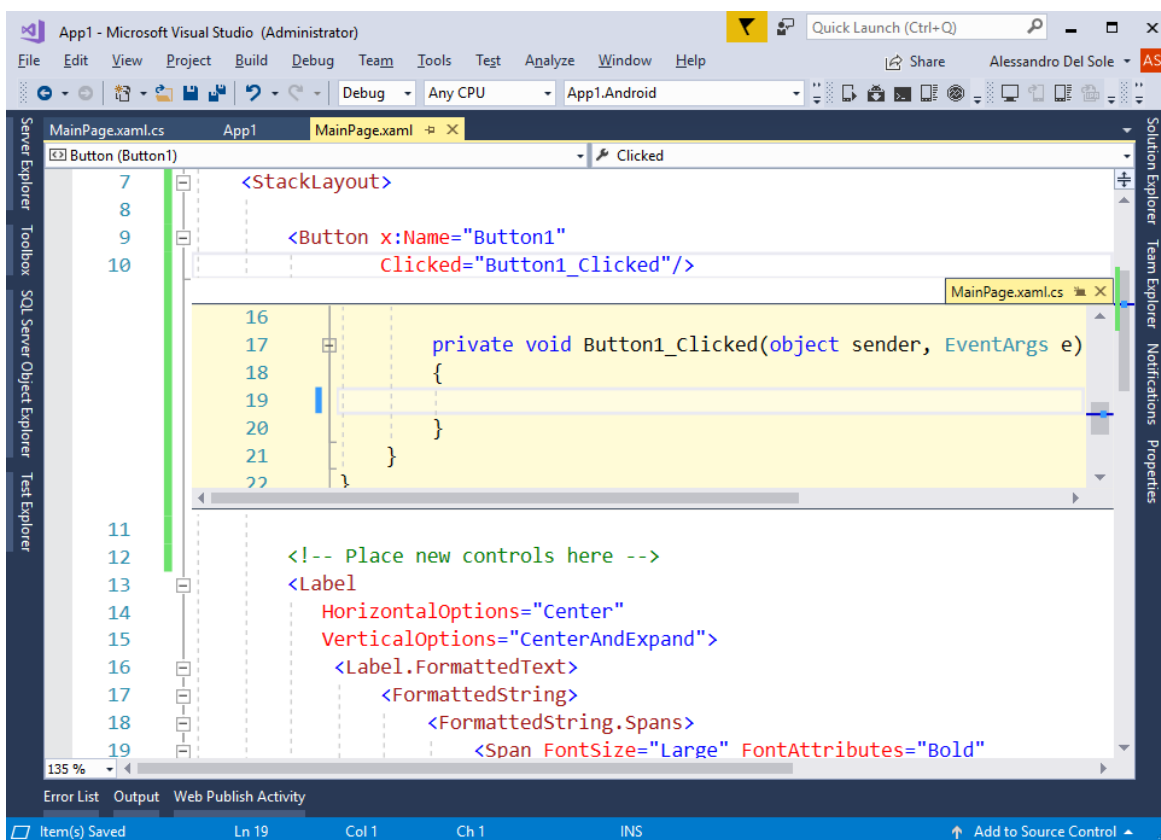 App1 - Microsoft Visual Studio (Administrator)
Quick Launch (Ctrl+Q)
File Edit View Project Build Debug Team Tools Test Analyze Window Help
Share Alessandro Del Sole AS
Debug Any CPU App1.Android
MainPage.xaml.cs App1 MainPage.xaml
Button (Button1) Clicked
7 <StackLayout>
8
9 <Button x:Name="Button1"
10 Clicked="Button1_Clicked"/>
MainPage.xaml.cs
16
17 private void Button1_Clicked(object sender, EventArgs e)
18 {
19
20 }
21 }
22 }
11
12 <!-- Place new controls here -->
13 <Label
14 HorizontalOptions="Center"
15 VerticalOptions="CenterAndExpand">
16 <Label.FormattedText>
17 <FormattedString>
18 <FormattedString.Spans>
19 <Span FontSize="Large" FontAttributes="Bold"
135 %
Server Explorer
Toolbox
SQL Server Object Explorer
Test Explorer
Solution Explorer
Team Explorer
Notifications
Properties
Error List Output Web Publish Activity
Item(s) Saved Ln 19 Col 1 Ch 1 INS Add to Source Control